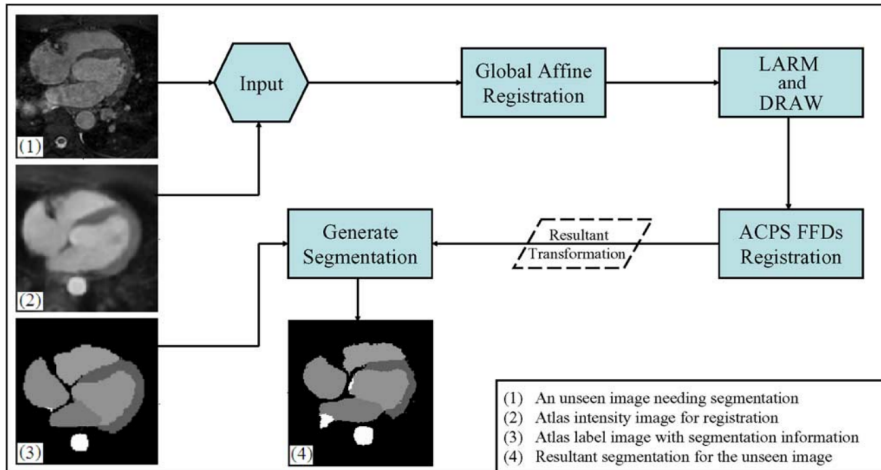 (1)
Input
Global Affine
Registration
LARM
and
DRAW
(2)
Generate
Segmentation
Resultant
Transformation
ACPS FFDs
Registration
(3)
(4)
(1) An unseen image needing segmentation
(2) Atlas intensity image for registration
(3) Atlas label image with segmentation information
(4) Resultant segmentation for the unseen image